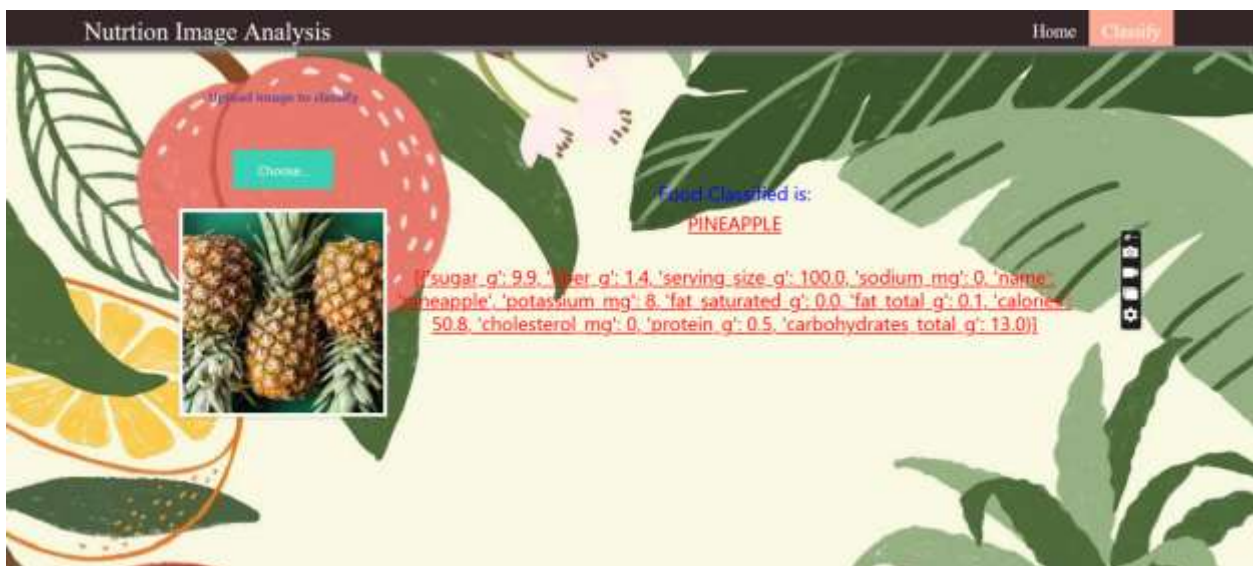 Nutrtion Image Analysis
Home Classify
Upload image to classify
Choose...
Food Classified is:
PINEAPPLE
[{'sugar_g': 9.9, 'fiber_g': 1.4, 'serving_size_g': 100.0, 'sodium_mg': 0, 'name':
'pineapple', 'potassium_mg': 8, 'fat_saturated_g': 0.0, 'fat_total_g': 0.1, 'calories':
50.8, 'cholesterol_mg': 0, 'protein_g': 0.5, 'carbohydrates_total_g': 13.0}]